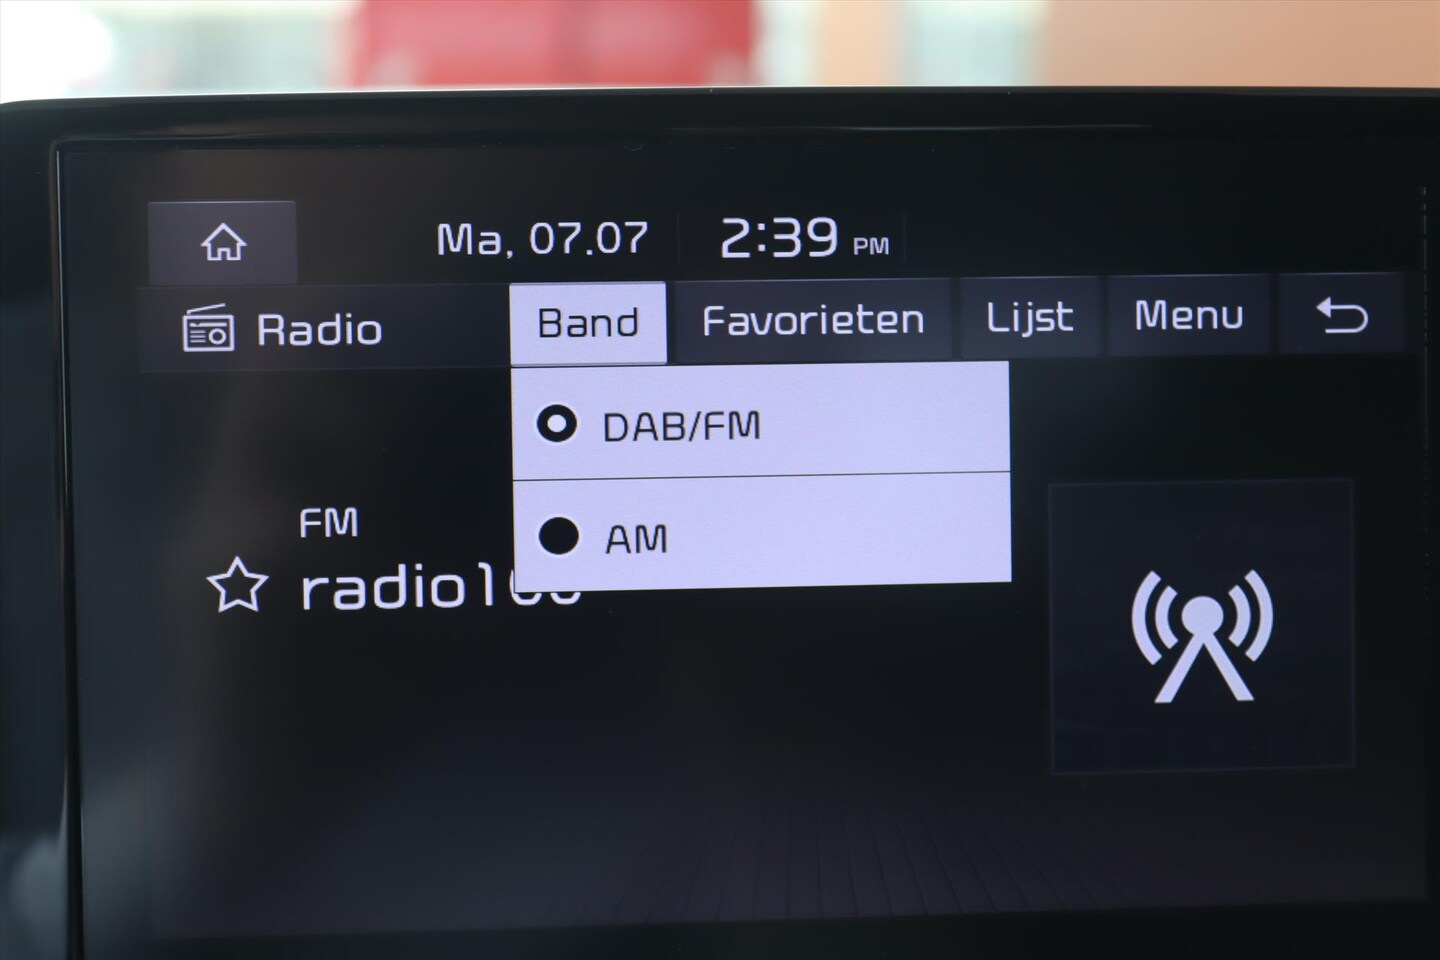 Ma, 07.07 2:39 PM
Radio Band Favorieten Lijst Menu
DAB/FM
AM
FM